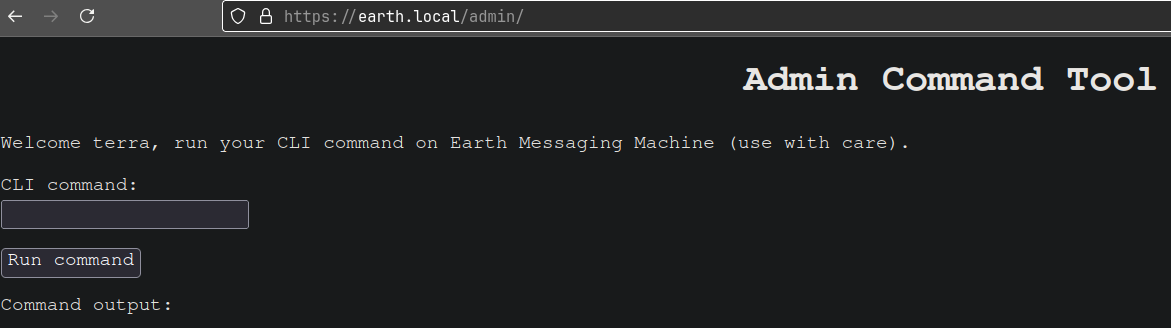 https://earth.local/admin/
Admin Command Tool
Welcome terra, run your CLI command on Earth Messaging Machine (use with care).
CLI command:
Run command
Command output: